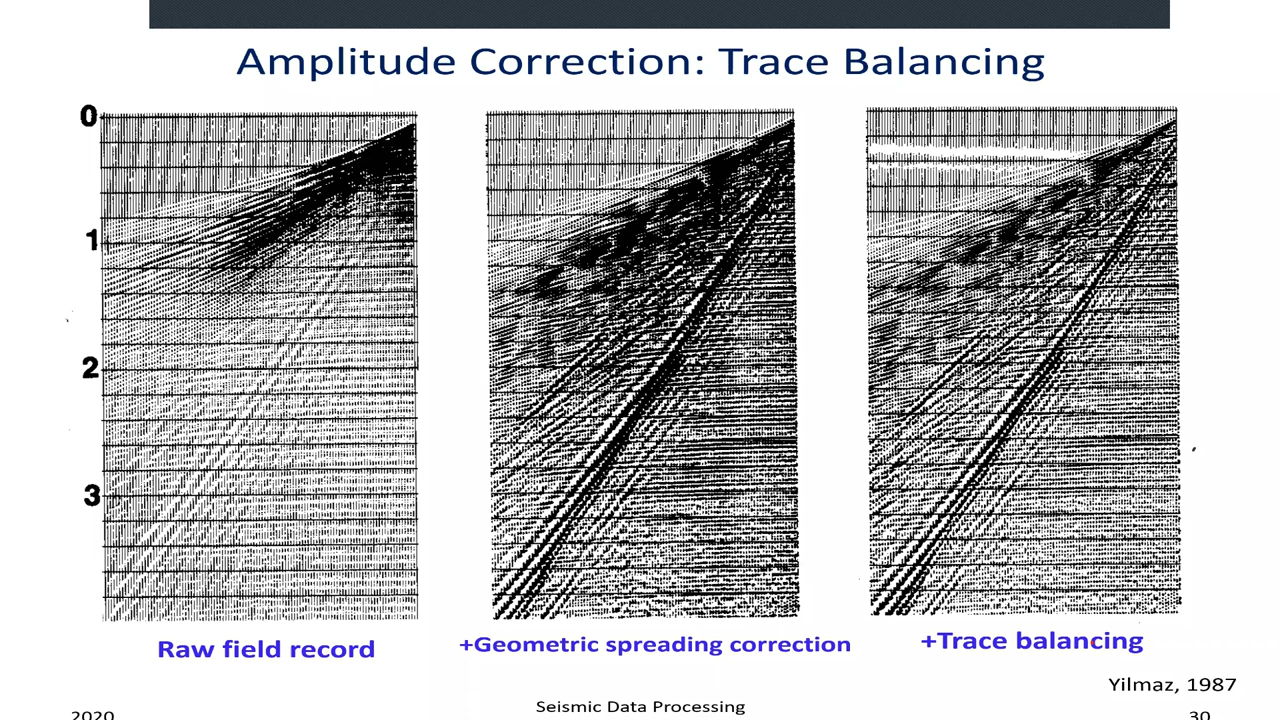 Amplitude Correction: Trace Balancing
0
1
2
3
Raw field record
+Geometric spreading correction
+Trace balancing
Yilmaz, 1987
2020
Seismic Data Processing
30